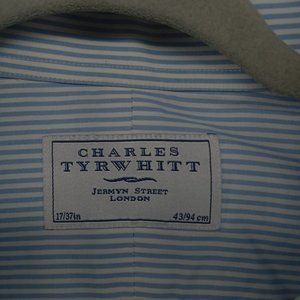 CHARLES
TYRWHITT
JERMYN STREET
LONDON
17/37in 43/94 cm